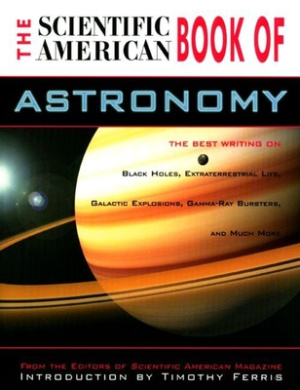 THE SCIENTIFIC AMERICAN BOOK OF
ASTRONOMY
THE BEST WRITING ON
BLACK HOLES, EXTRATERRESTRIAL LIFE,
GALACTIC EXPLOSIONS, GAMMA-RAY BURSTERS,
AND MUCH MORE
FROM THE EDITORS OF SCIENTIFIC AMERICAN MAGAZINE
INTRODUCTION BY TIMOTHY FERRIS